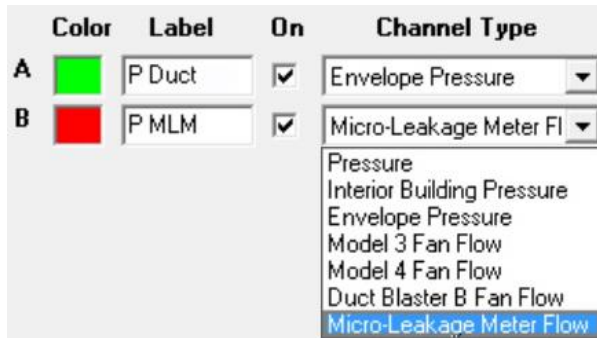 Color Label On Channel Type
A P Duct Envelope Pressure
B P MLM Micro-Leakage Meter Fl
Pressure
Interior Building Pressure
Envelope Pressure
Model 3 Fan Flow
Model 4 Fan Flow
Duct Blaster B Fan Flow
Micro-Leakage Meter Flow